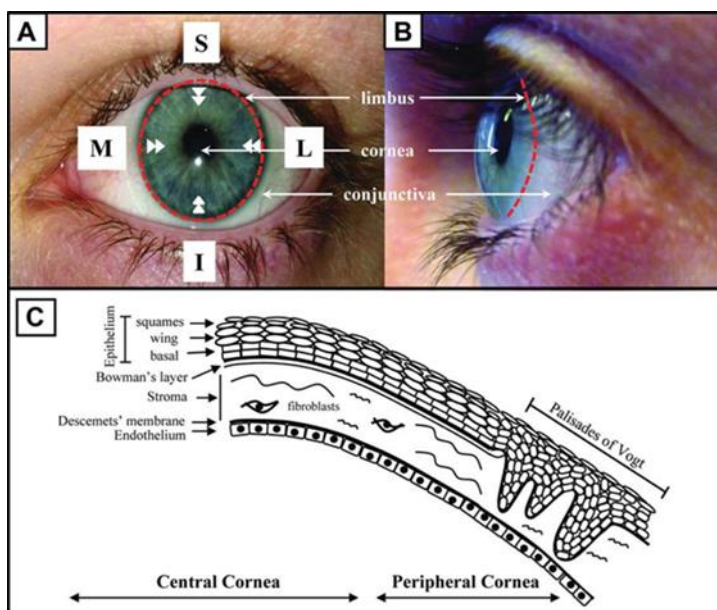 A
S
M
L
I
B
limbus
cornea
conjunctiva
C
Epithelium
squames
wing
basal
Bowman's layer
Stroma
fibroblasts
Descemets' membrane
Endothelium
Palisades of Vogt
Central Cornea
Peripheral Cornea